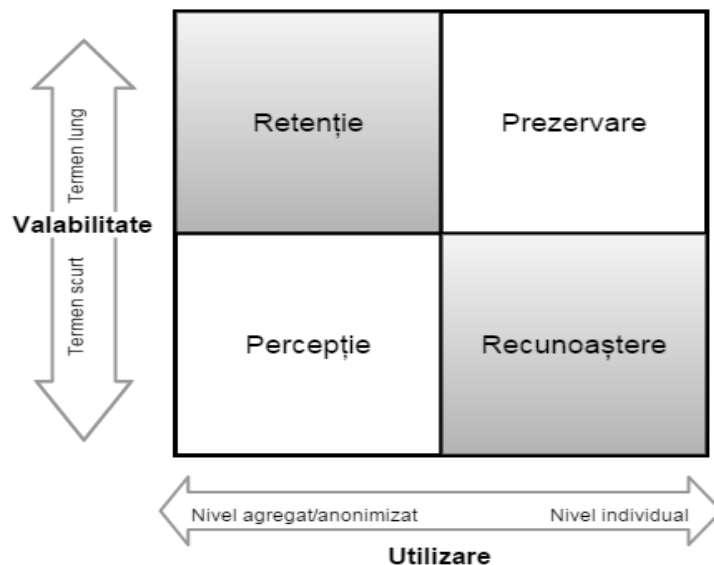 Retenție
Prezervare
Termen lung
Valabilitate
Termen scurt
Percepție
Recunoaștere
Nivel agregat/anonimizat
Nivel individual
Utilizare